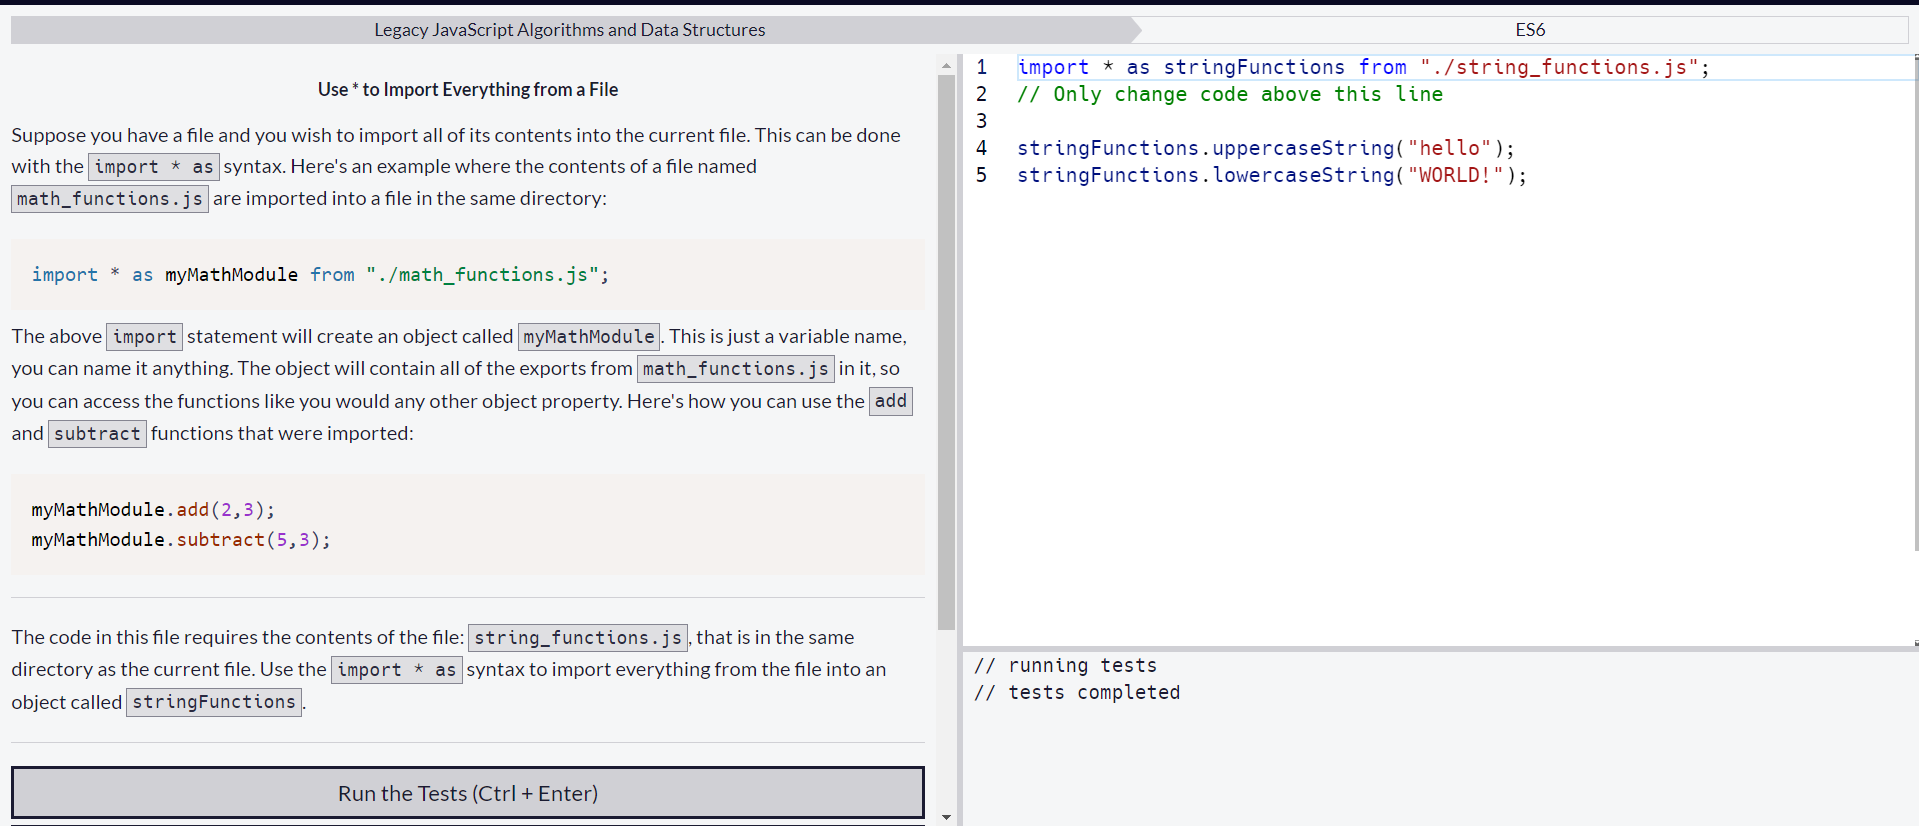 Legacy JavaScript Algorithms and Data Structures
ES6
Use * to Import Everything from a File
Suppose you have a file and you wish to import all of its contents into the current file. This can be done
with the import * as syntax. Here's an example where the contents of a file named
math_functions.js are imported into a file in the same directory:
import * as myMathModule from "./math_functions.js";
The above import statement will create an object called myMathModule. This is just a variable name,
you can name it anything. The object will contain all of the exports from math_functions.js in it, so
you can access the functions like you would any other object property. Here's how you can use the add
and subtract functions that were imported:
myMathModule.add(2,3);
myMathModule.subtract(5,3);
The code in this file requires the contents of the file: string_functions.js, that is in the same
directory as the current file. Use the import * as syntax to import everything from the file into an
object called stringFunctions.
Run the Tests (Ctrl + Enter)
1 import * as stringFunctions from "./string_functions.js";
2 // Only change code above this line
3
4 stringFunctions.uppercaseString("hello");
5 stringFunctions.lowercaseString("WORLD!");
// running tests
// tests completed